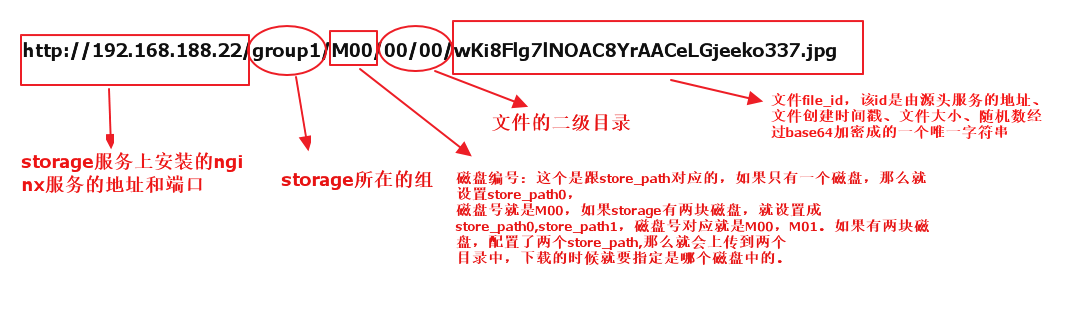 http://192.168.188.22/group1/M00/00/00/wKi8Flg7lNOAC8YrAACeLGjeeko337.jpg
文件file_id，该id是由源头服务的地址、
文件创建时间戳、文件大小、随机数经
过base64加密成的一个唯一字符串
文件的二级目录
storage服务上安装的ngi
nx服务的地址和端口
storage所在的组
磁盘编号：这个是跟store_path对应的，如果只有一个磁盘，那么就
设置store_path0，
磁盘号就是M00，如果storage有两块磁盘，就设置成
store_path0,store_path1，磁盘号对应就是M00，M01。如果有两块磁
盘，配置了两个store_path,那么就会上传到两个
目录中，下载的时候就要指定是哪个磁盘中的。